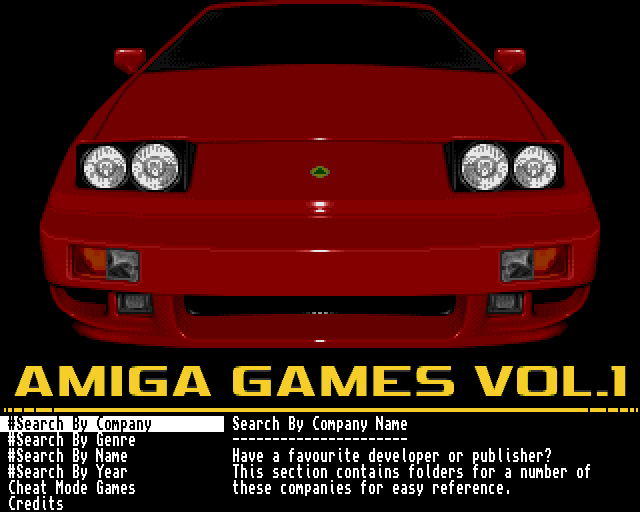 AMIGA GAMES VOL.1
#Search By Company
#Search By Genre
#Search By Name
#Search By Year
Cheat Mode Games
Credits
Search By Company Name
----------------------
Have a favourite developer or publisher?
This section contains folders for a number of
these companies for easy reference.